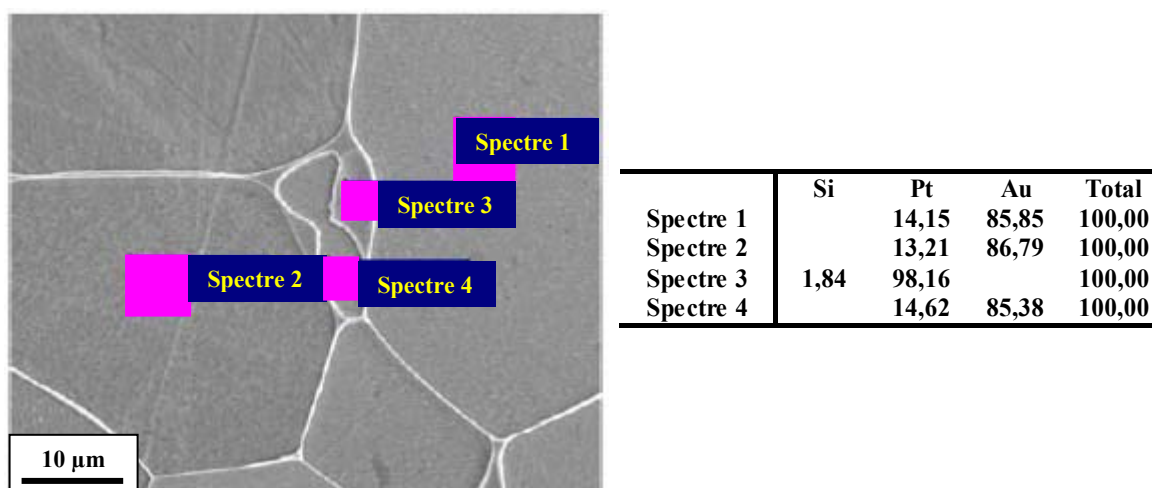 Spectre 1
Spectre 3
Spectre 2
Spectre 4
10 µm
Si Pt Au Total
Spectre 1 14,15 85,85 100,00
Spectre 2 13,21 86,79 100,00
Spectre 3 1,84 98,16 100,00
Spectre 4 14,62 85,38 100,00